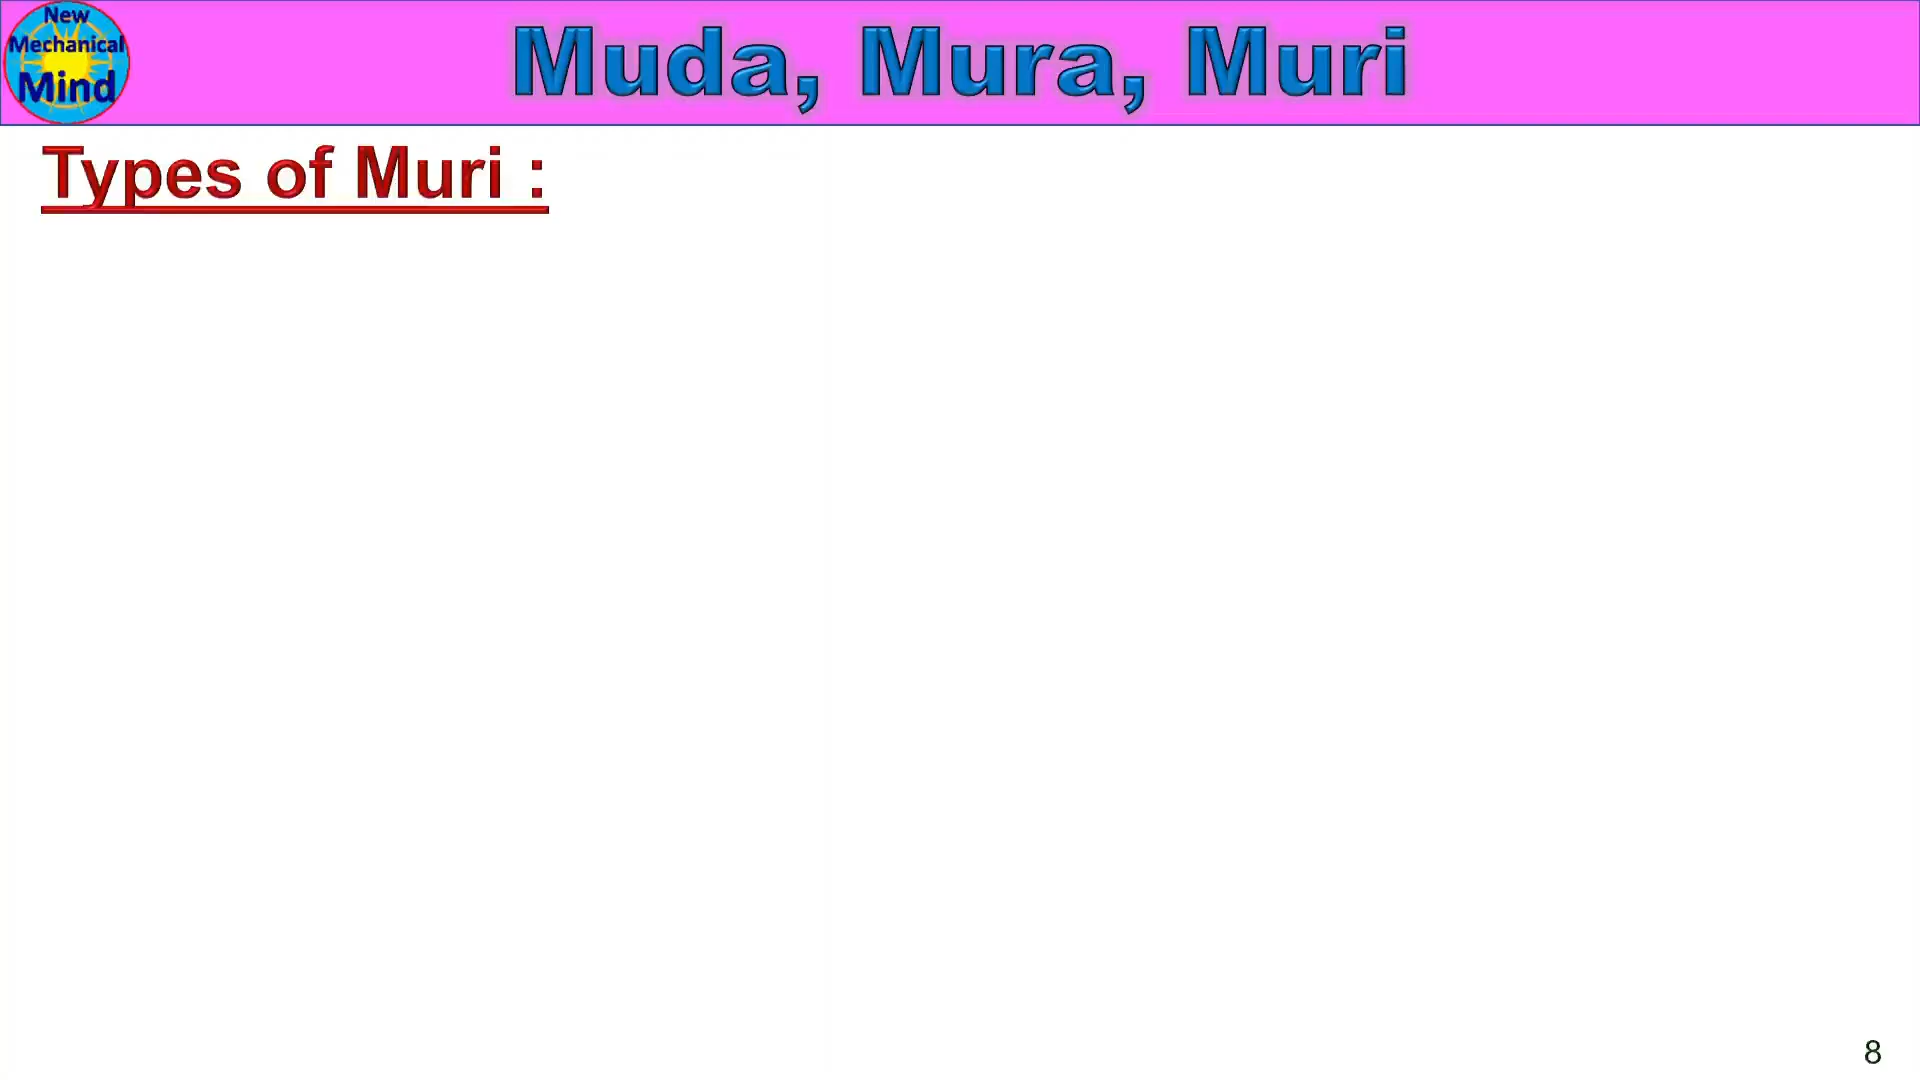 New
Mechanical
Mind
Muda, Mura, Muri
Types of Muri :
8